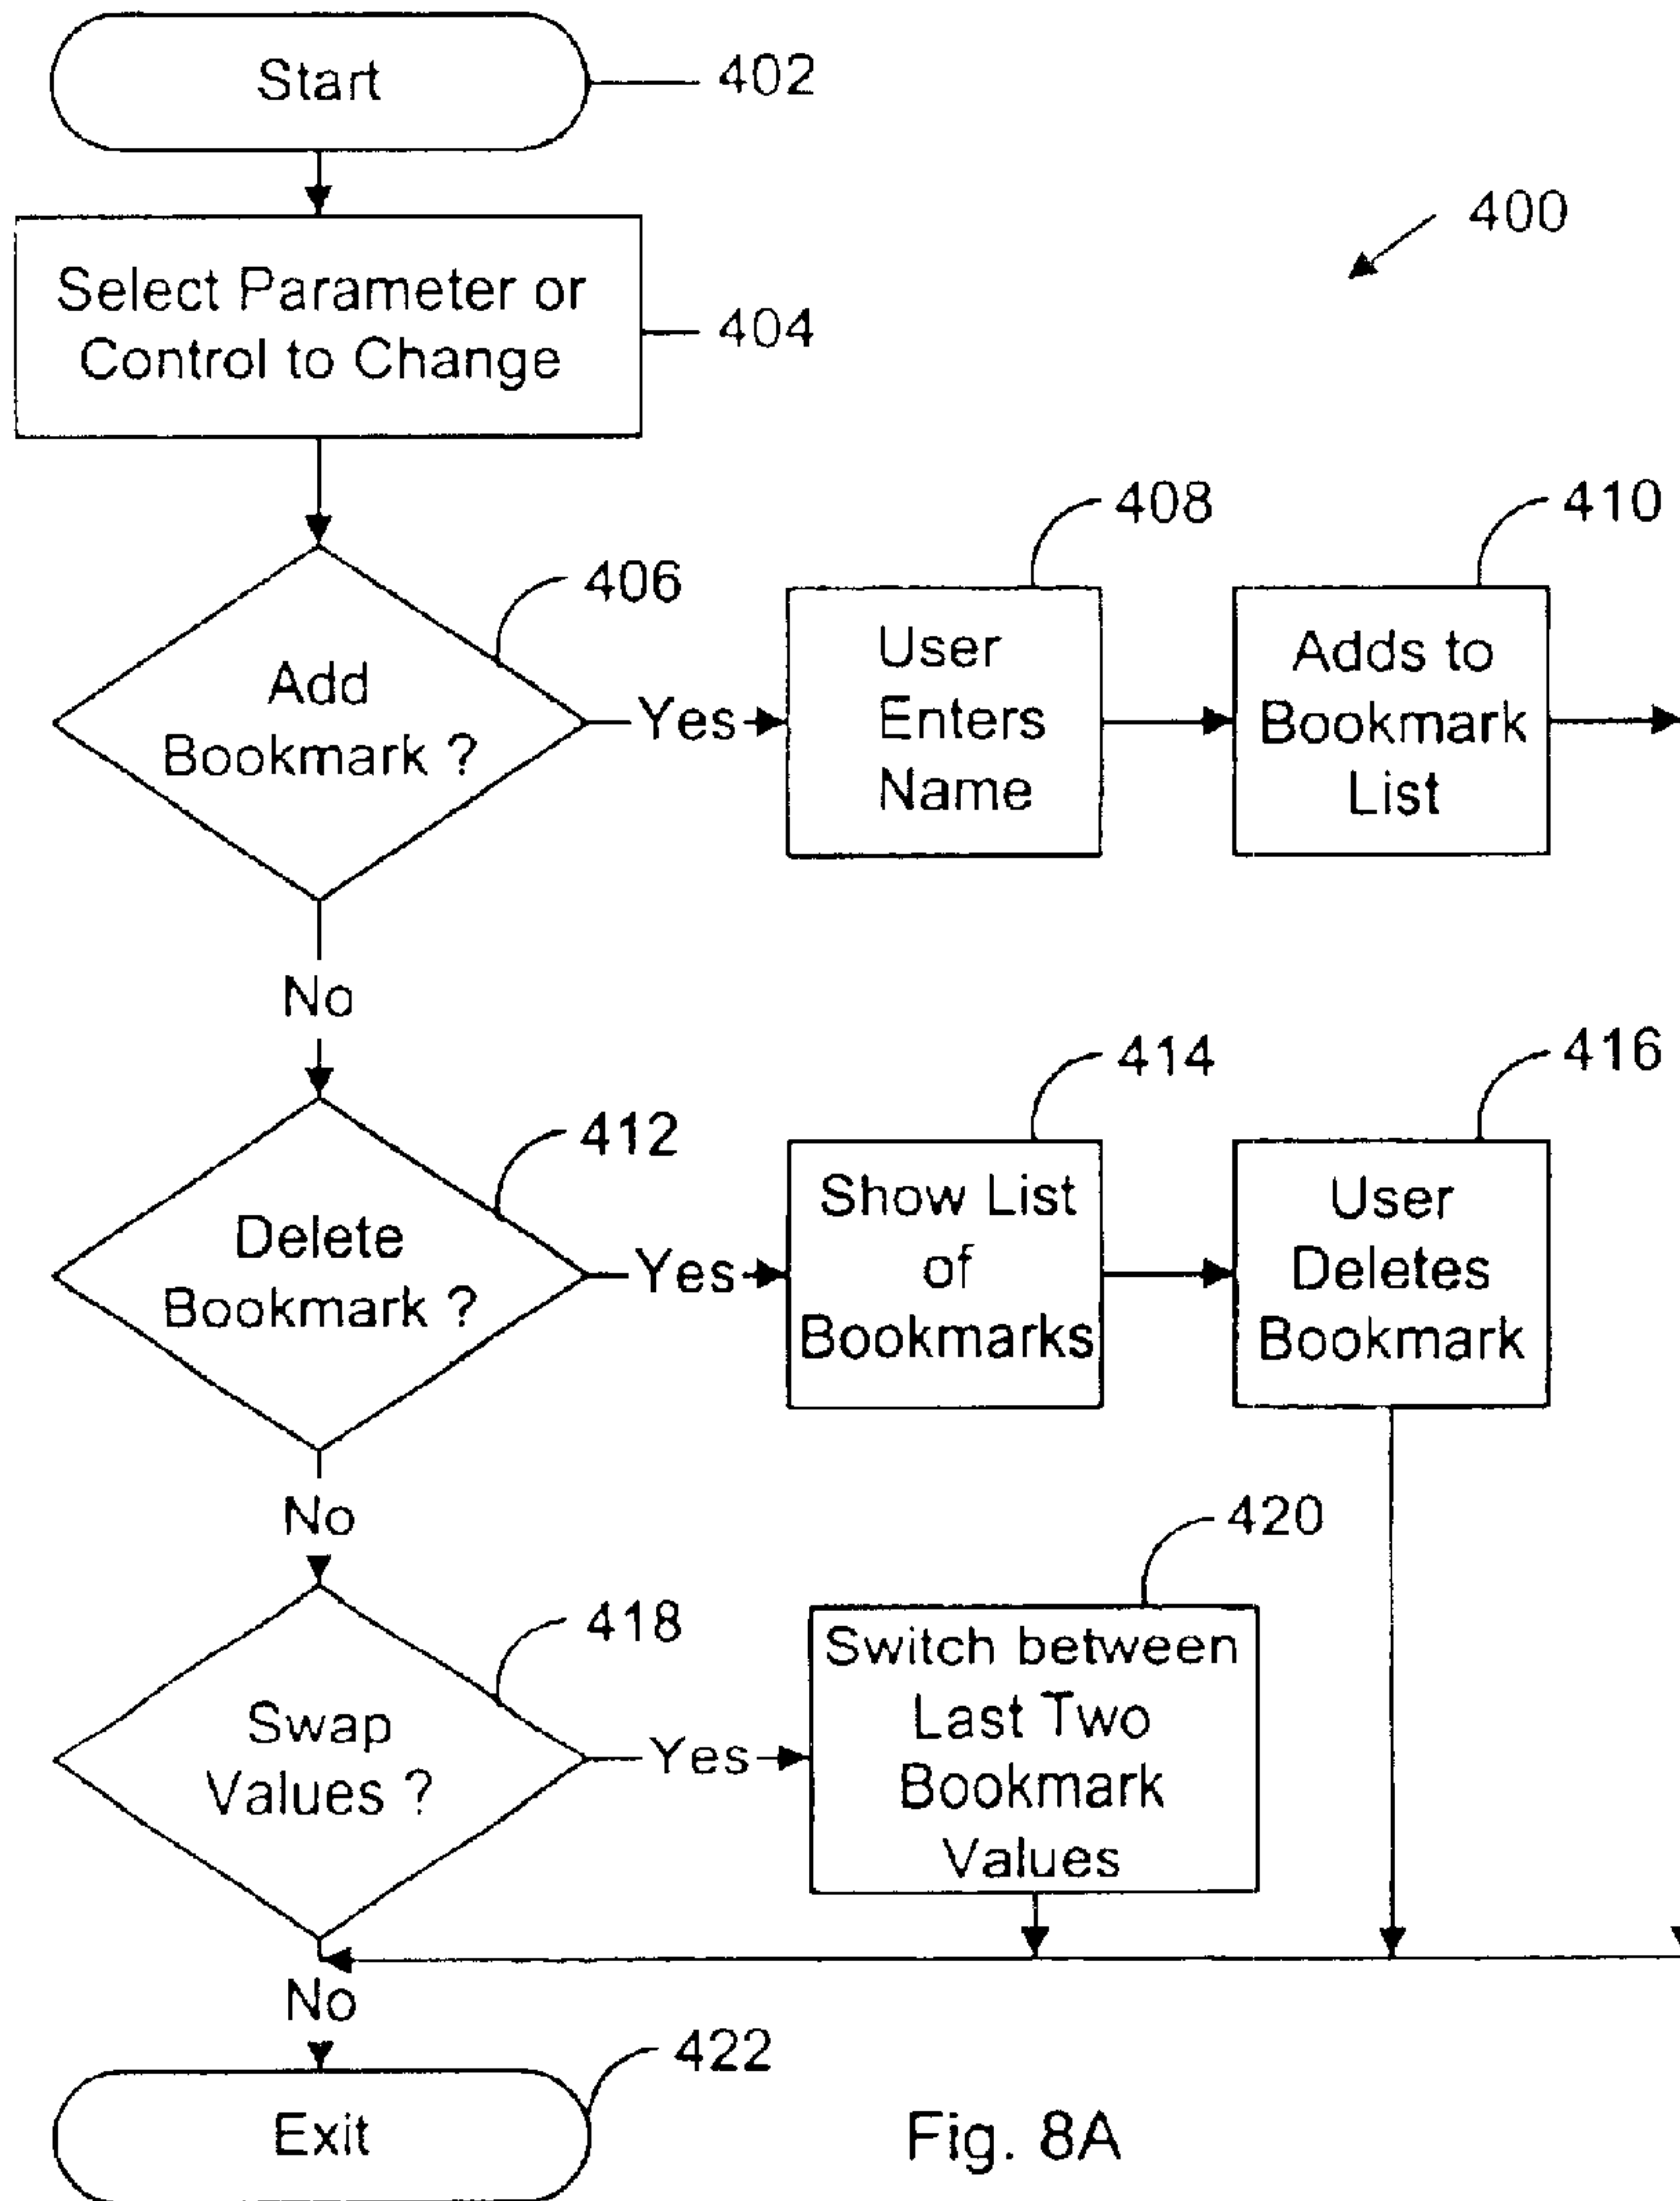 Start
402
400
Select Parameter or
Control to Change
404
408
410
406
Add
Bookmark ?
Yes
User
Enters
Name
Adds to
Bookmark
List
No
414
416
412
Delete
Bookmark ?
Yes
Show List
of
Bookmarks
User
Deletes
Bookmark
No
420
418
Swap
Values ?
Yes
Switch between
Last Two
Bookmark
Values
No
422
Exit
Fig. 8A